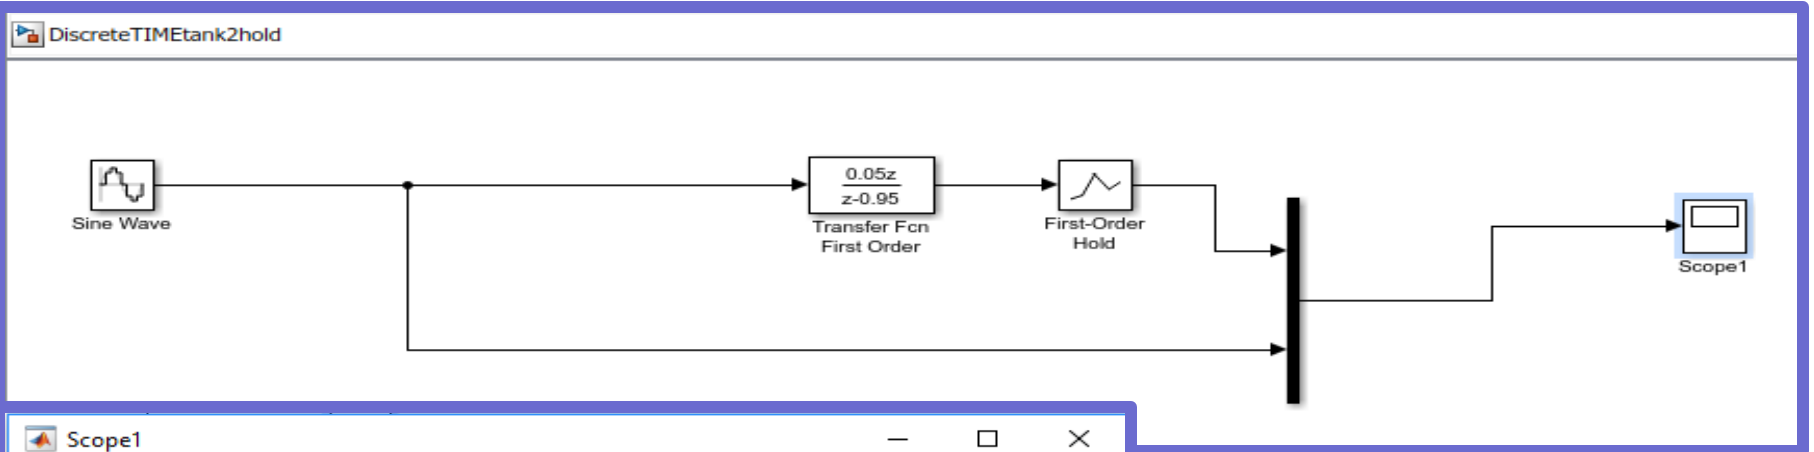 DiscreteTIMEtank2hold
0.05z
z-0.95
Sine Wave
Transfer Fcn
First Order
First-Order
Hold
Scope1
Scope1